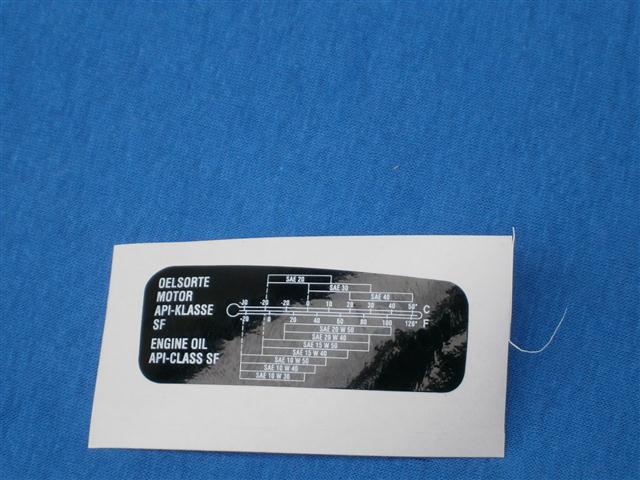 OELSORTE
MOTOR
API-KLASSE
SF
ENGINE OIL
API-CLASS SF
SAE 20
SAE 30
SAE 40
-20 -20 0 10 20 30 40 50° C
-20 0 20 40 60 80 100 120° F
SAE 20 W 50
SAE 20 W 40
SAE 15 W 50
SAE 15 W 40
SAE 10 W 50
SAE 10 W 40
SAE 10 W 30